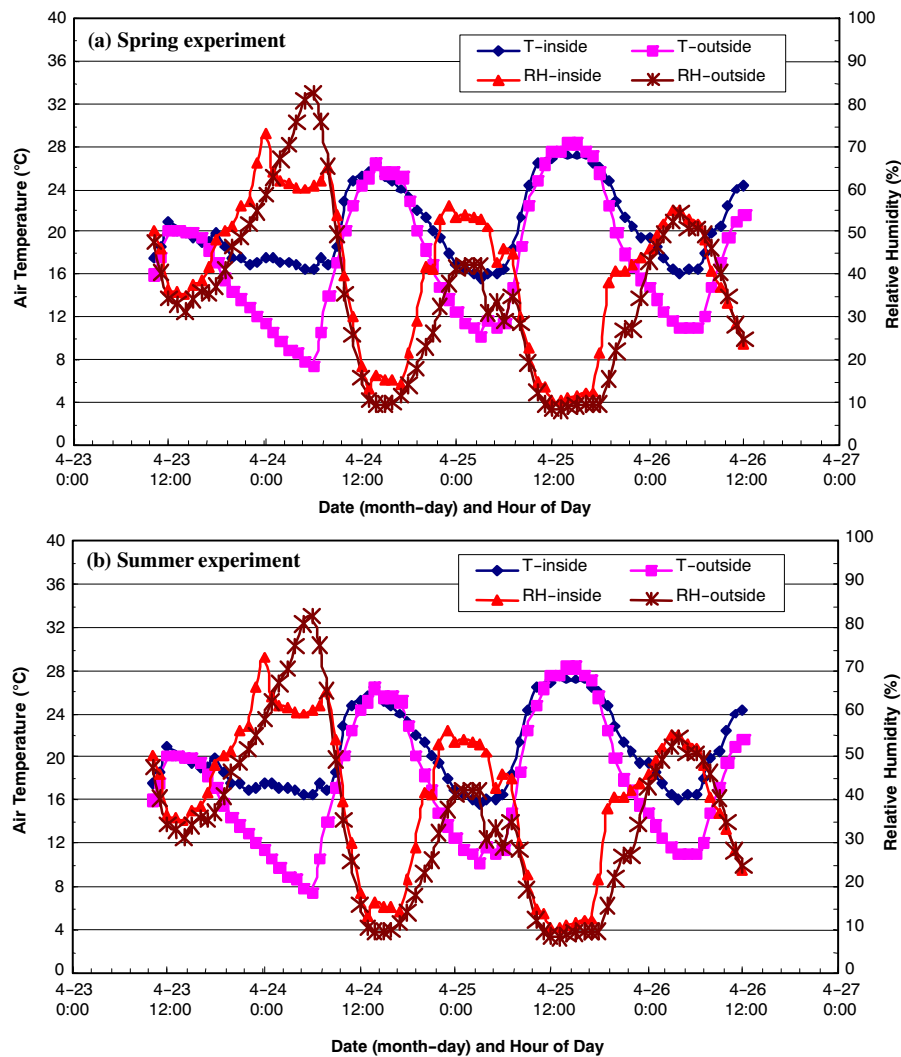 (a) Spring experiment
T-inside T-outside
RH-inside RH-outside
Air Temperature (°C)
40
36
32
28
24
20
16
12
8
4
0
Relative Humidity (%)
100
90
80
70
60
50
40
30
20
10
0
4-23 4-23 4-24 4-24 4-25 4-25 4-26 4-26 4-27
0:00 12:00 0:00 12:00 0:00 12:00 0:00 12:00 0:00
Date (month-day) and Hour of Day
(b) Summer experiment
T-inside T-outside
RH-inside RH-outside
Air Temperature (°C)
40
36
32
28
24
20
16
12
8
4
0
Relative Humidity (%)
100
90
80
70
60
50
40
30
20
10
0
4-23 4-23 4-24 4-24 4-25 4-25 4-26 4-26 4-27
0:00 12:00 0:00 12:00 0:00 12:00 0:00 12:00 0:00
Date (month-day) and Hour of Day